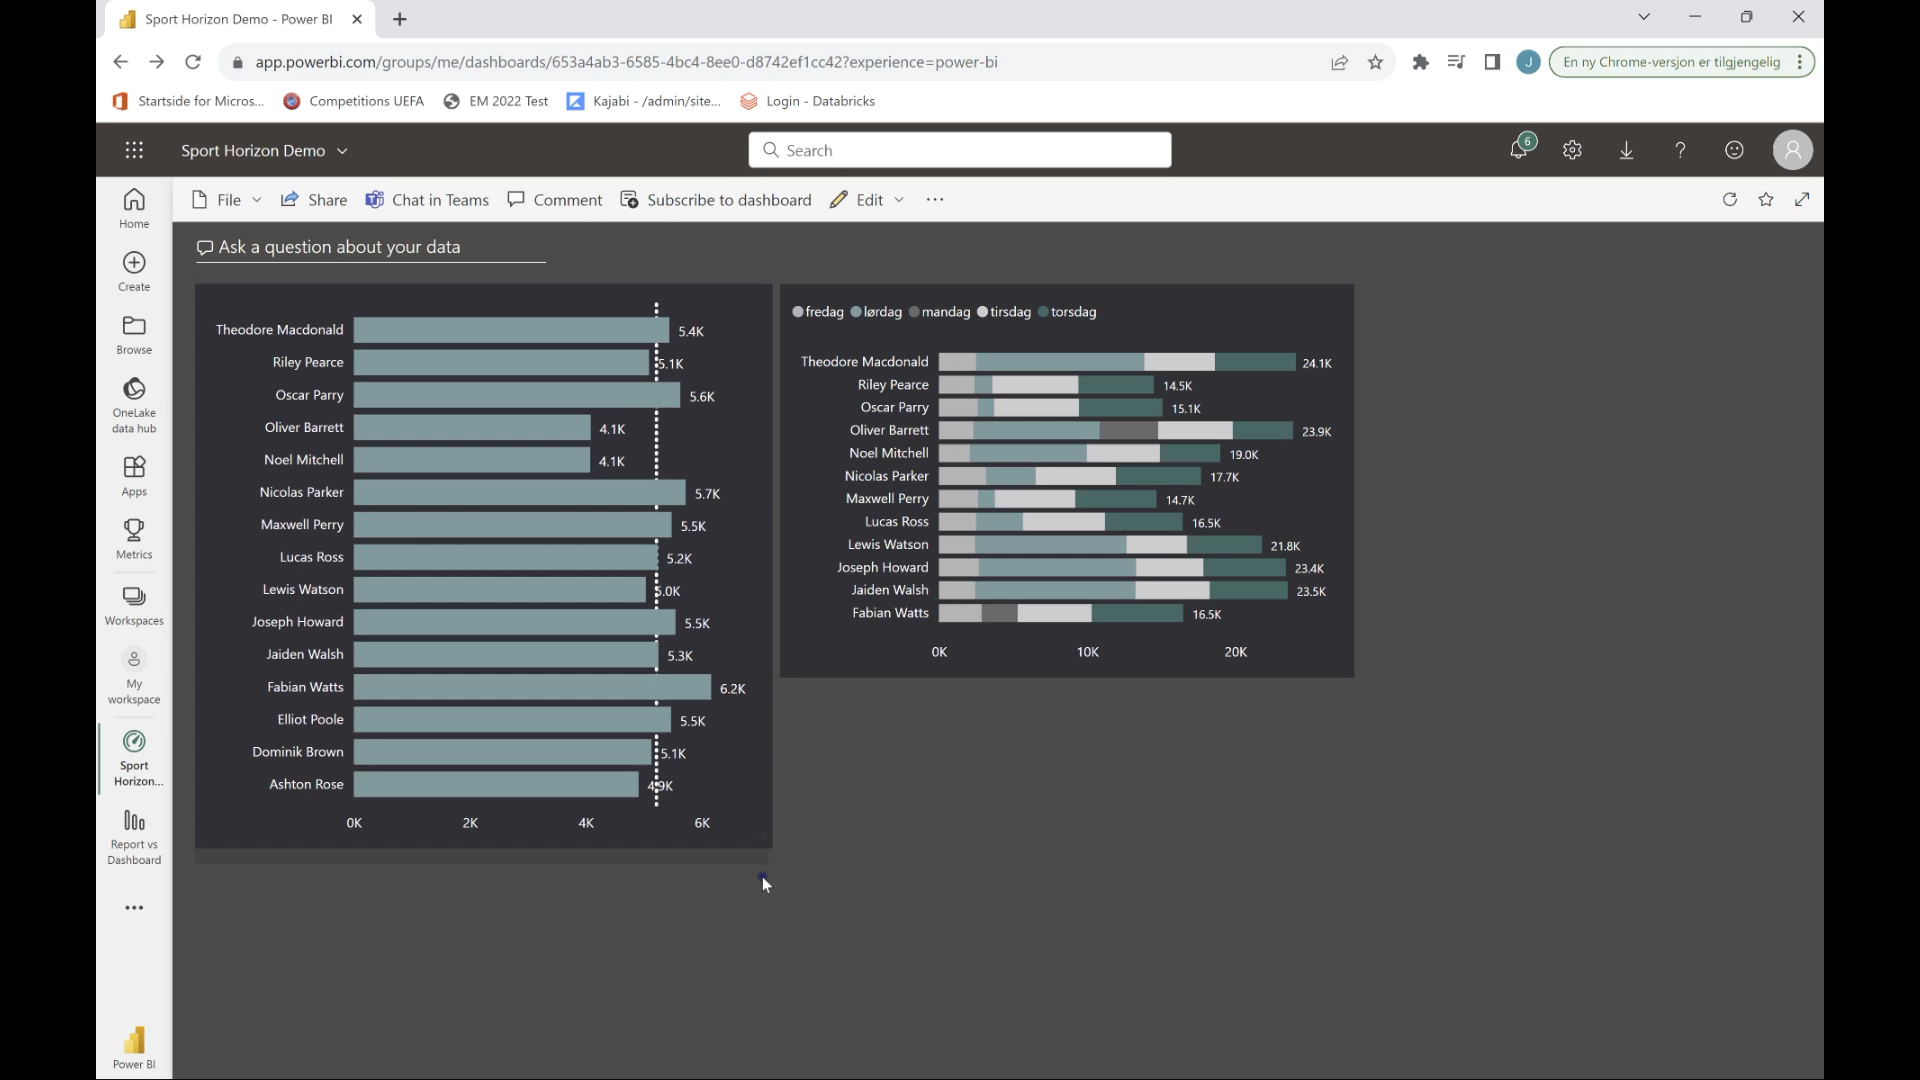 Sport Horizon Demo - Power BI
app.powerbi.com/groups/me/dashboards/653a4ab3-6585-4bc4-8ee0-d8742ef1cc42?experience=power-bi
J
En ny Chrome-versjon er tilgjengelig
Startside for Micros...
Competitions UEFA
EM 2022 Test
Kajabi - /admin/site...
Login - Databricks
Sport Horizon Demo
Search
6
File
Share
Chat in Teams
Comment
Subscribe to dashboard
Edit
Home
Create
Browse
OneLake
data hub
Apps
Metrics
Workspaces
My
workspace
Sport
Horizon...
Report vs
Dashboard
Power BI
Ask a question about your data
Theodore Macdonald 5.4K
Riley Pearce 5.1K
Oscar Parry 5.6K
Oliver Barrett 4.1K
Noel Mitchell 4.1K
Nicolas Parker 5.7K
Maxwell Perry 5.5K
Lucas Ross 5.2K
Lewis Watson 5.0K
Joseph Howard 5.5K
Jaiden Walsh 5.3K
Fabian Watts 6.2K
Elliot Poole 5.5K
Dominik Brown 5.1K
Ashton Rose 4.9K
0K 2K 4K 6K
fredag lørdag mandag tirsdag torsdag
Theodore Macdonald 24.1K
Riley Pearce 14.5K
Oscar Parry 15.1K
Oliver Barrett 23.9K
Noel Mitchell 19.0K
Nicolas Parker 17.7K
Maxwell Perry 14.7K
Lucas Ross 16.5K
Lewis Watson 21.8K
Joseph Howard 23.4K
Jaiden Walsh 23.5K
Fabian Watts 16.5K
0K 10K 20K